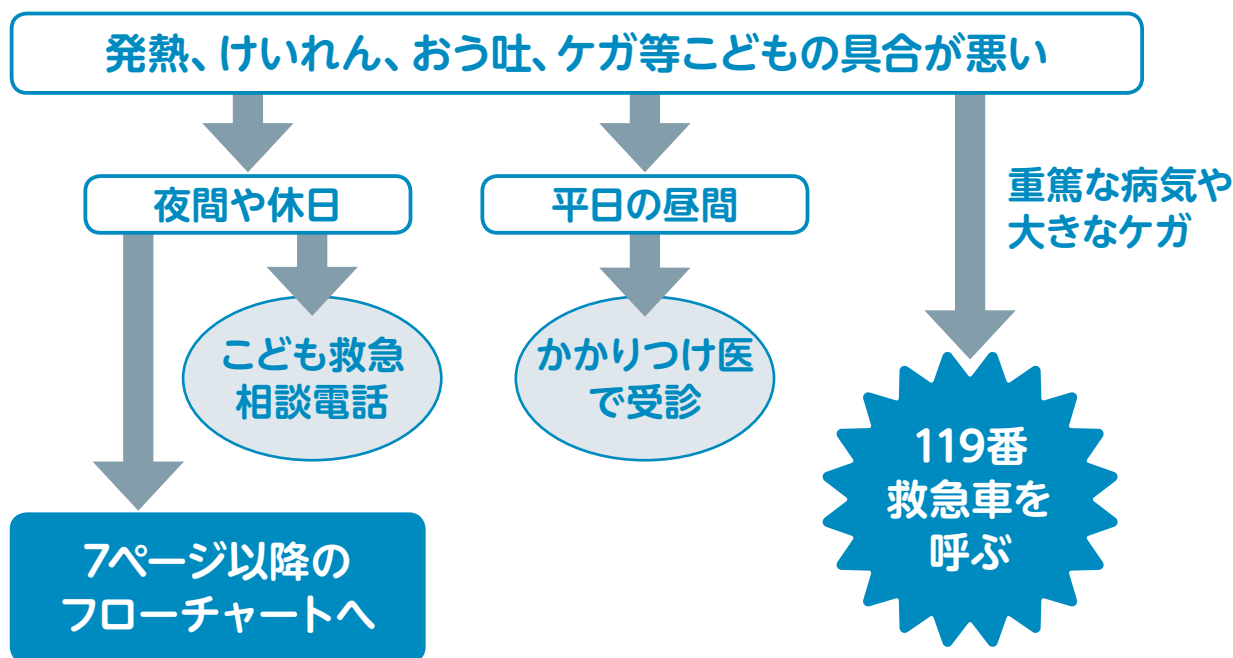 発熱、けいれん、おう吐、ケガ等こどもの具合が悪い
夜間や休日
平日の昼間
重篤な病気や
大きなケガ
こども救急
相談電話
かかりつけ医
で受診
119番
救急車を
呼ぶ
7ページ以降の
フローチャートへ